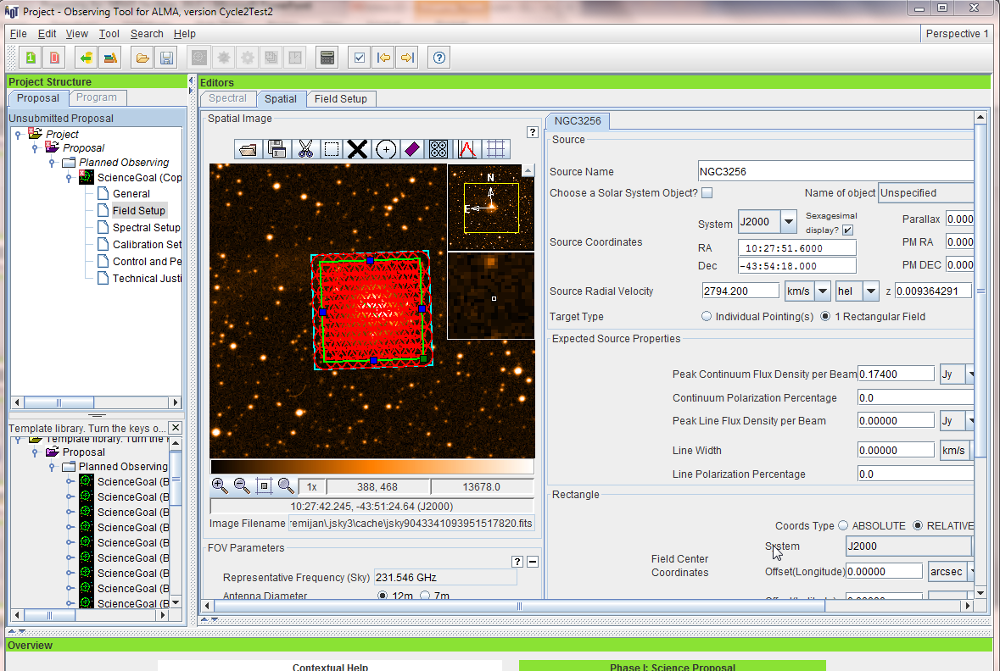 Project - Observing Tool for ALMA, version Cycle2Test2
File Edit View Tool Search Help
Perspective 1
Project Structure
Proposal Program
Unsubmitted Proposal
Project
Proposal
Planned Observing
ScienceGoal (Cop
General
Field Setup
Spectral Setup
Calibration Set
Control and Pe
Technical Justi
Template library. Turn the keys o...
Template library. Turn the
Proposal
Planned Observing
ScienceGoal (B
ScienceGoal (B
ScienceGoal (B
ScienceGoal (B
ScienceGoal (B
ScienceGoal (B
ScienceGoal (B
ScienceGoal (B
ScienceGoal (B
Editors
Spectral Spatial Field Setup
Spatial Image
?
N
E
1x 388, 468 13678.0
10:27:42.245, -43:51:24.64 (J2000)
Image Filename emijan\.jsky3\cache\jsky9043341093951517820.fits
FOV Parameters
? 
Representative Frequency (Sky) 231.546 GHz
Antenna Diameter 12m 7m
NGC3256
Source
Source Name NGC3256
Choose a Solar System Object? Name of object Unspecified
Source Coordinates
System J2000 Sexagesimal display?
RA 10:27:51.6000
Dec -43:54:18.000
Parallax 0.000
PM RA 0.000
PM DEC 0.000
Source Radial Velocity 2794.200 km/s hel z 0.009364291
Target Type Individual Pointing(s) 1 Rectangular Field
Expected Source Properties
Peak Continuum Flux Density per Beam 0.17400 Jy
Continuum Polarization Percentage 0.0
Peak Line Flux Density per Beam 0.00000 Jy
Line Width 0.00000 km/s
Line Polarization Percentage 0.0
Rectangle
Coords Type ABSOLUTE RELATIVE
Field Center Coordinates
System J2000
Offset(Longitude) 0.00000 arcsec
Overview
Contextual Help
Phase I: Science Proposal